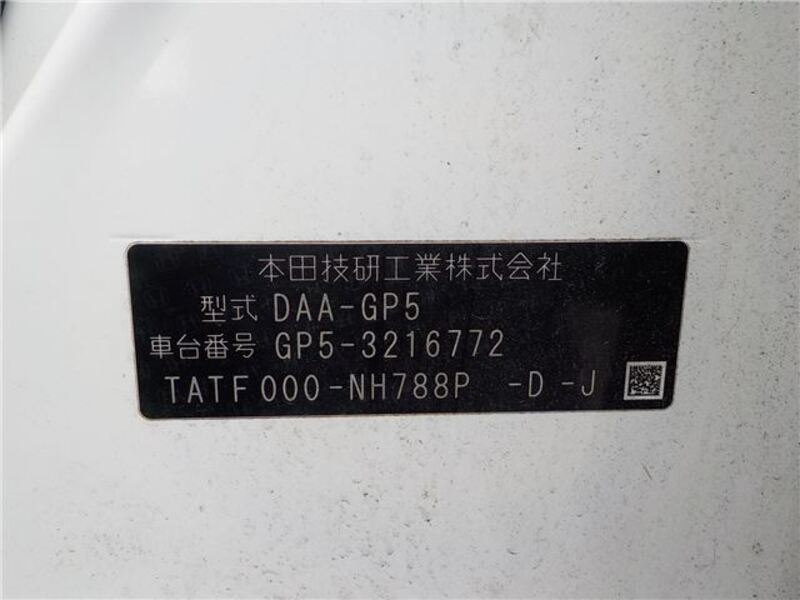 本田技研工業株式会社
型式 DAA-GP5
車台番号 GP5-3216772
TATF000-NH788P -D -J